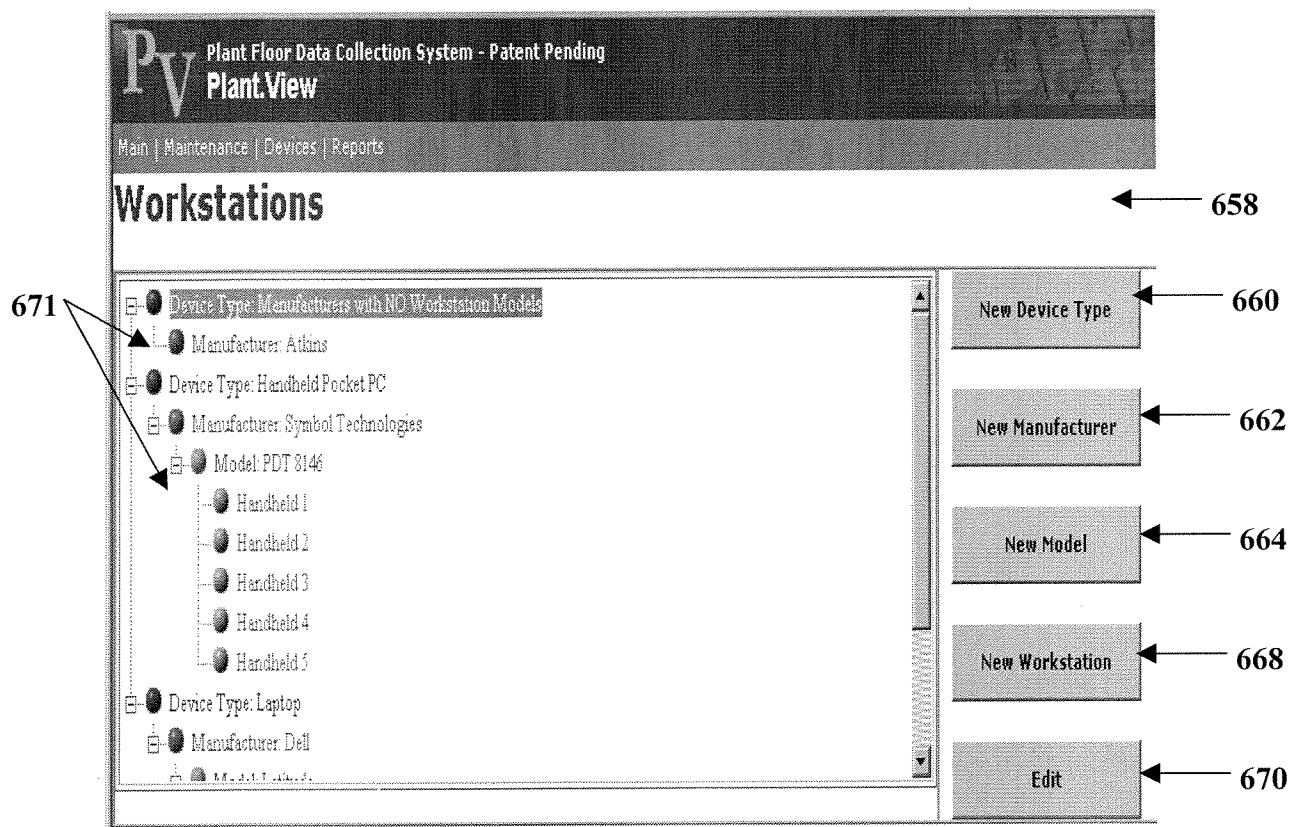 PV
Plant Floor Data Collection System - Patent Pending
Plant.View
Main | Maintenance | Devices | Reports
Workstations
658
671
Device Type: Manufacturers with NO Workstation Models
Manufacturer: Atkins
Device Type: Handheld Pocket PC
Manufacturer: Symbol Technologies
Model: PDT 8146
Handheld 1
Handheld 2
Handheld 3
Handheld 4
Handheld 5
Device Type: Laptop
Manufacturer: Dell
Model: Latitude
New Device Type
660
New Manufacturer
662
New Model
664
New Workstation
668
Edit
670